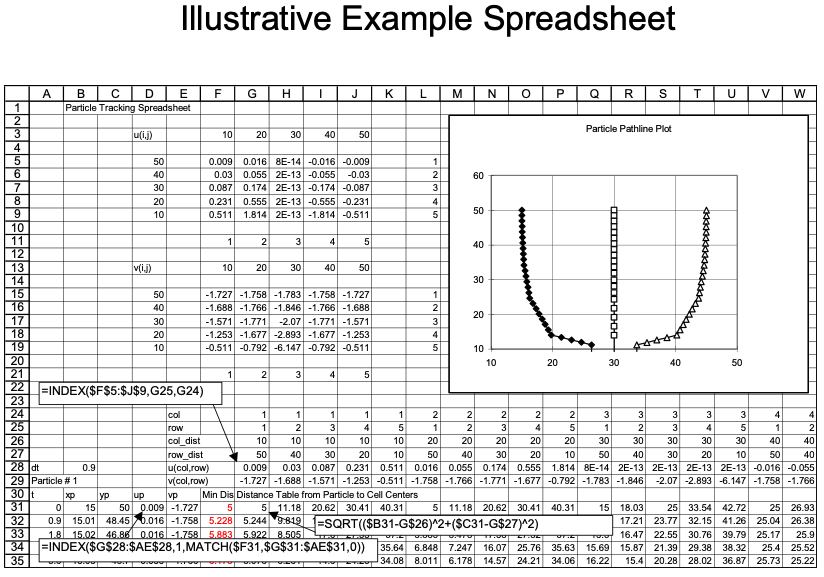 Illustrative Example Spreadsheet
A B C D E F G H I J K L M N O P Q R S T U V W
1 Particle Tracking Spreadsheet
2
3 u(i,j) 10 20 30 40 50
4
5 50 0.009 0.016 8E-14 -0.016 -0.009 1
6 40 0.03 0.055 2E-13 -0.055 -0.03 2
7 30 0.087 0.174 2E-13 -0.174 -0.087 3
8 20 0.231 0.555 2E-13 -0.555 -0.231 4
9 10 0.511 1.814 2E-13 -1.814 -0.511 5
10
11 1 2 3 4 5
12
13 v(i,j) 10 20 30 40 50
14
15 50 -1.727 -1.758 -1.783 -1.758 -1.727 1
16 40 -1.688 -1.766 -1.846 -1.766 -1.688 2
17 30 -1.571 -1.771 -2.07 -1.771 -1.571 3
18 20 -1.253 -1.677 -2.893 -1.677 -1.253 4
19 10 -0.511 -0.792 -6.147 -0.792 -0.511 5
20
21 1 2 3 4 5
22
23
Particle Pathline Plot
60
50
40
30
20
10
10 20 30 40 50
=INDEX($F$5:$J$9,G25,G24)
24 col 1 1 1 1 1 2 2 2 2 2 3 3 3 3 3 4 4
25 row 1 2 3 4 5 1 2 3 4 5 1 2 3 4 5 1 2
26 col_dist 10 10 10 10 10 20 20 20 20 20 30 30 30 30 30 40 40
27 row_dist 50 40 30 20 10 50 40 30 20 10 50 40 30 20 10 50 40
28 dt 0.9 u(col,row) 0.009 0.03 0.087 0.231 0.511 0.016 0.055 0.174 0.555 1.814 8E-14 2E-13 2E-13 2E-13 2E-13 -0.016 -0.055
29 Particle # 1 v(col,row) -1.727 -1.688 -1.571 -1.253 -0.511 -1.758 -1.766 -1.771 -1.677 -0.792 -1.783 -1.846 -2.07 -2.893 -6.147 -1.758 -1.766
30 t xp yp up vp Min Dis Distance Table from Particle to Cell Centers
31 0 15 50 0.009 -1.727 5 5 11.18 20.62 30.41 40.31 5 11.18 20.62 30.41 40.31 15 18.03 25 33.54 42.72 25 26.93
32 0.9 15.01 48.45 0.016 -1.758 5.228 5.244 9.819 17.21 23.77 32.15 41.26 25.04 26.38
=SQRT(($B31-G$26)^2+($C31-G$27)^2)
33 1.8 15.02 46.86 0.016 -1.758 5.883 5.922 8.505 16.47 22.55 30.76 39.79 25.17 25.9
34 35.64 6.848 7.247 16.07 25.76 35.63 15.69 15.87 21.39 29.38 38.32 25.4 25.52
=INDEX($G$28:$AE$28,1,MATCH($F31,$G$31:$AE$31,0))
35 34.08 8.011 6.178 14.57 24.21 34.06 16.22 15.4 20.28 28.02 36.87 25.73 25.22